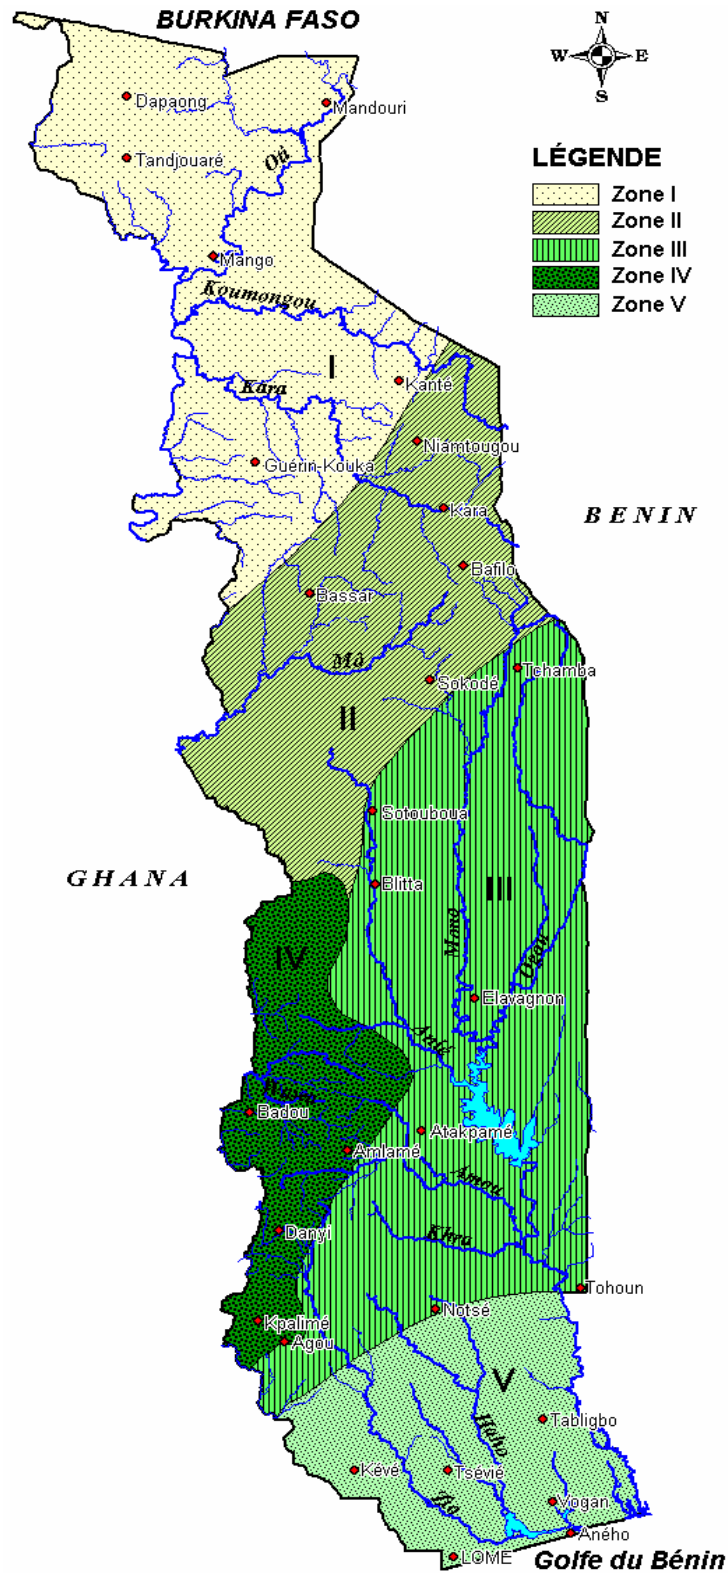 BURKINA FASO
N
W
E
S
Dapaong
Mandouri
LÉGENDE
Oti
Tandjouaré
Zone I
Zone II
Zone III
Mango
Zone IV
Koumongou
Zone V
I
Kara
Kanté
Niamtougou
Guérin-Kouka
Kara
BENIN
Bafilo
Bassar
Mô
Tchamba
Sokodé
II
Sotouboua
GHANA
Blitta
III
Mono
Ogou
IV
Elavagnon
Anié
Wawa
Badou
Atakpamé
Amlamé
Amou
Danyi
Khra
Tohoun
Notsé
Kpalimé
Agou
V
Haho
Tabligbo
Kévé
Tsévié
Zio
Vogan
Aného
LOME
Golfe du Bénin